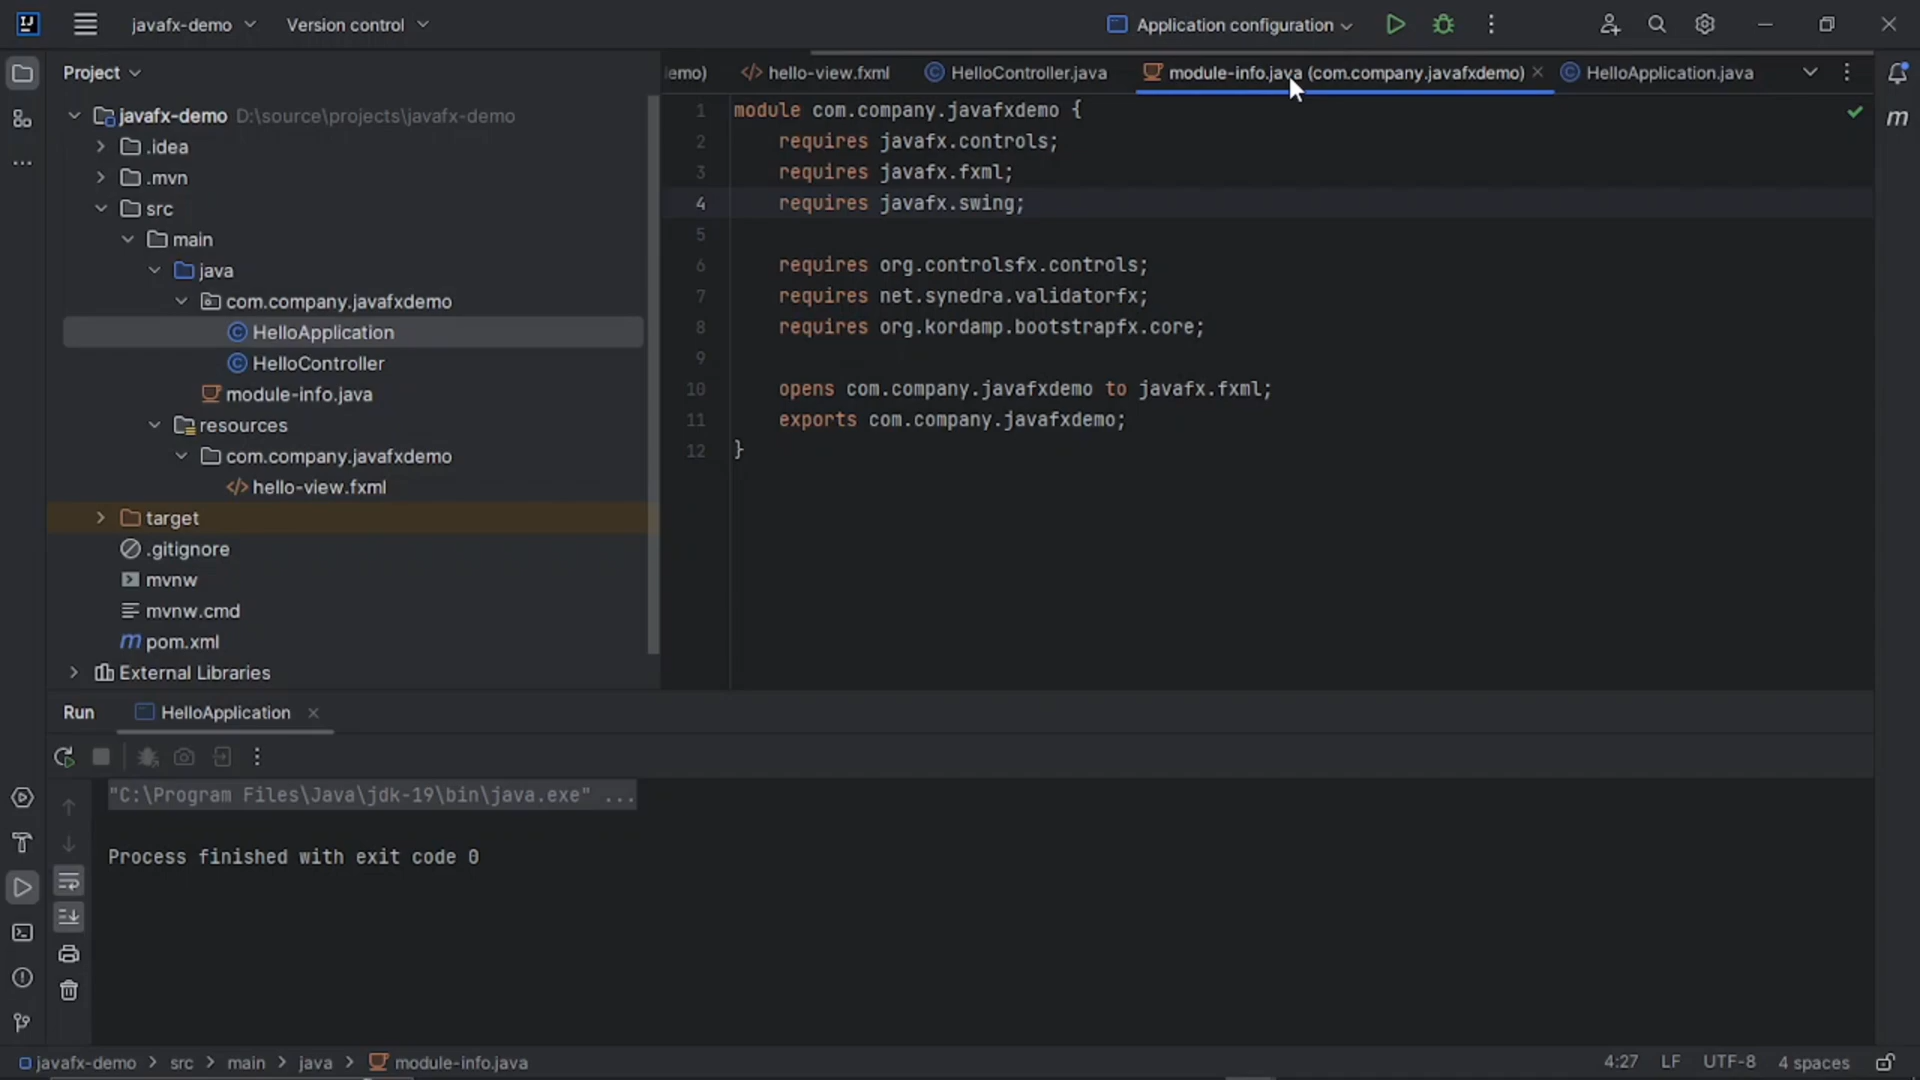 IJ
javafx-demo
Version control
Application configuration
Project
emo)
hello-view.fxml
HelloController.java
module-info.java (com.company.javafxdemo)
HelloApplication.java
javafx-demo D:\source\projects\javafx-demo
.idea
.mvn
src
main
java
com.company.javafxdemo
HelloApplication
HelloController
module-info.java
resources
com.company.javafxdemo
hello-view.fxml
target
.gitignore
mvnw
mvnw.cmd
pom.xml
External Libraries
1 module com.company.javafxdemo {
2 requires javafx.controls;
3 requires javafx.fxml;
4 requires javafx.swing;
5
6 requires org.controlsfx.controls;
7 requires net.synedra.validatorfx;
8 requires org.kordamp.bootstrapfx.core;
9
10 opens com.company.javafxdemo to javafx.fxml;
11 exports com.company.javafxdemo;
12 }
m
Run
HelloApplication
"C:\Program Files\Java\jdk-19\bin\java.exe" ...
Process finished with exit code 0
javafx-demo > src > main > java > module-info.java
4:27 LF UTF-8 4 spaces